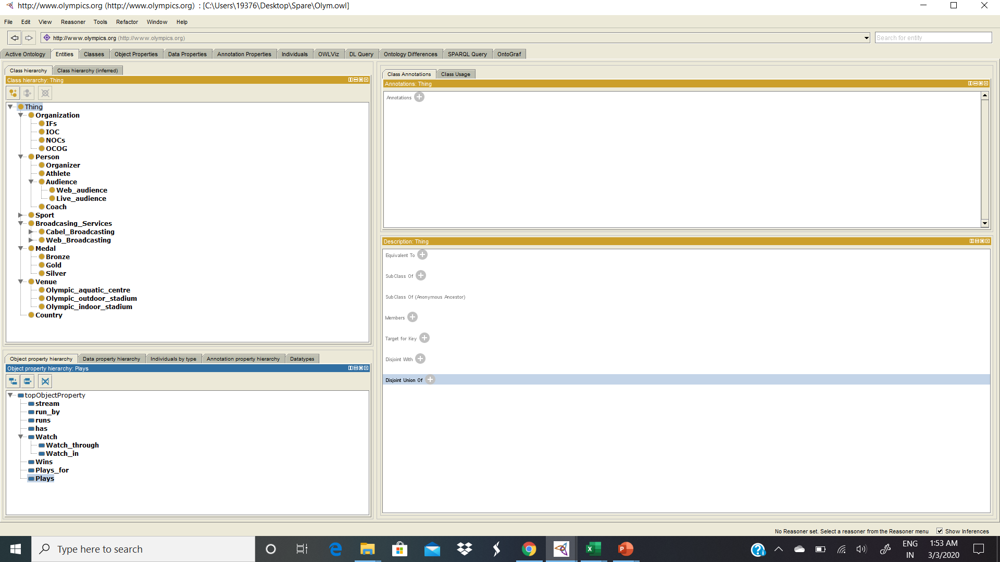 http://www.olympics.org (http://www.olympics.org) : [C:\Users\19376\Desktop\Spare\Olym.owl]
File Edit View Reasoner Tools Refactor Window Help
http://www.olympics.org (http://www.olympics.org)
Search for entity
Active Ontology Entities Classes Object Properties Data Properties Annotation Properties Individuals OWLViz DL Query Ontology Differences SPARQL Query OntoGraf
Class hierarchy Class hierarchy (inferred)
Class hierarchy: Thing
Thing
Organization
IFs
IOC
NOCs
OCOG
Person
Organizer
Athlete
Audience
Web_audience
Live_audience
Coach
Sport
Broadcasing_Services
Cabel_Broadcasting
Web_Broadcasting
Medal
Bronze
Gold
Silver
Venue
Olympic_aquatic_centre
Olympic_outdoor_stadium
Olympic_indoor_stadium
Country
Object property hierarchy Data property hierarchy Individuals by type Annotation property hierarchy Datatypes
Object property hierarchy: Plays
topObjectProperty
stream
run_by
runs
has
Watch
Watch_through
Watch_in
Wins
Plays_for
Plays
Class Annotations Class Usage
Annotations: Thing
Annotations
Description: Thing
Equivalent To
SubClass Of
SubClass Of (Anonymous Ancestor)
Members
Target for Key
Disjoint With
Disjoint Union Of
No Reasoner set. Select a reasoner from the Reasoner menu Show Inferences
Type here to search
ENG
IN
1:53 AM
3/3/2020